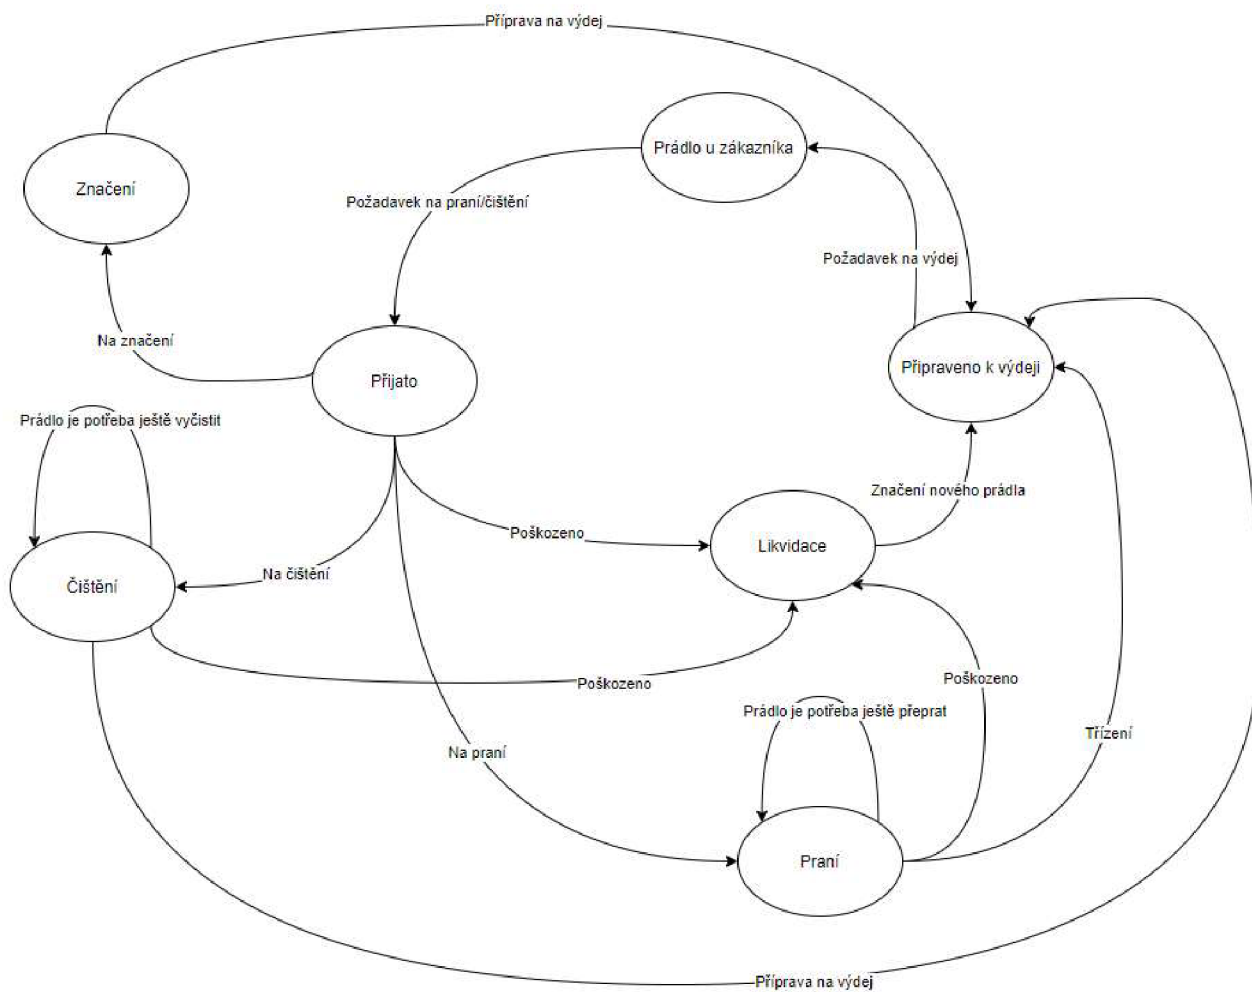 Příprava na výdej
Prádlo u zákazníka
Značení
Požadavek na praní/čištění
Požadavek na výdej
Na značení
Připraveno k výdeji
Přijato
Prádlo je potřeba ještě vyčistit
Značení nového prádla
Poškozeno
Likvidace
Na čištění
Čištění
Poškozeno
Poškozeno
Prádlo je potřeba ještě přeprat
Třízení
Na praní
Praní
Příprava na výdej